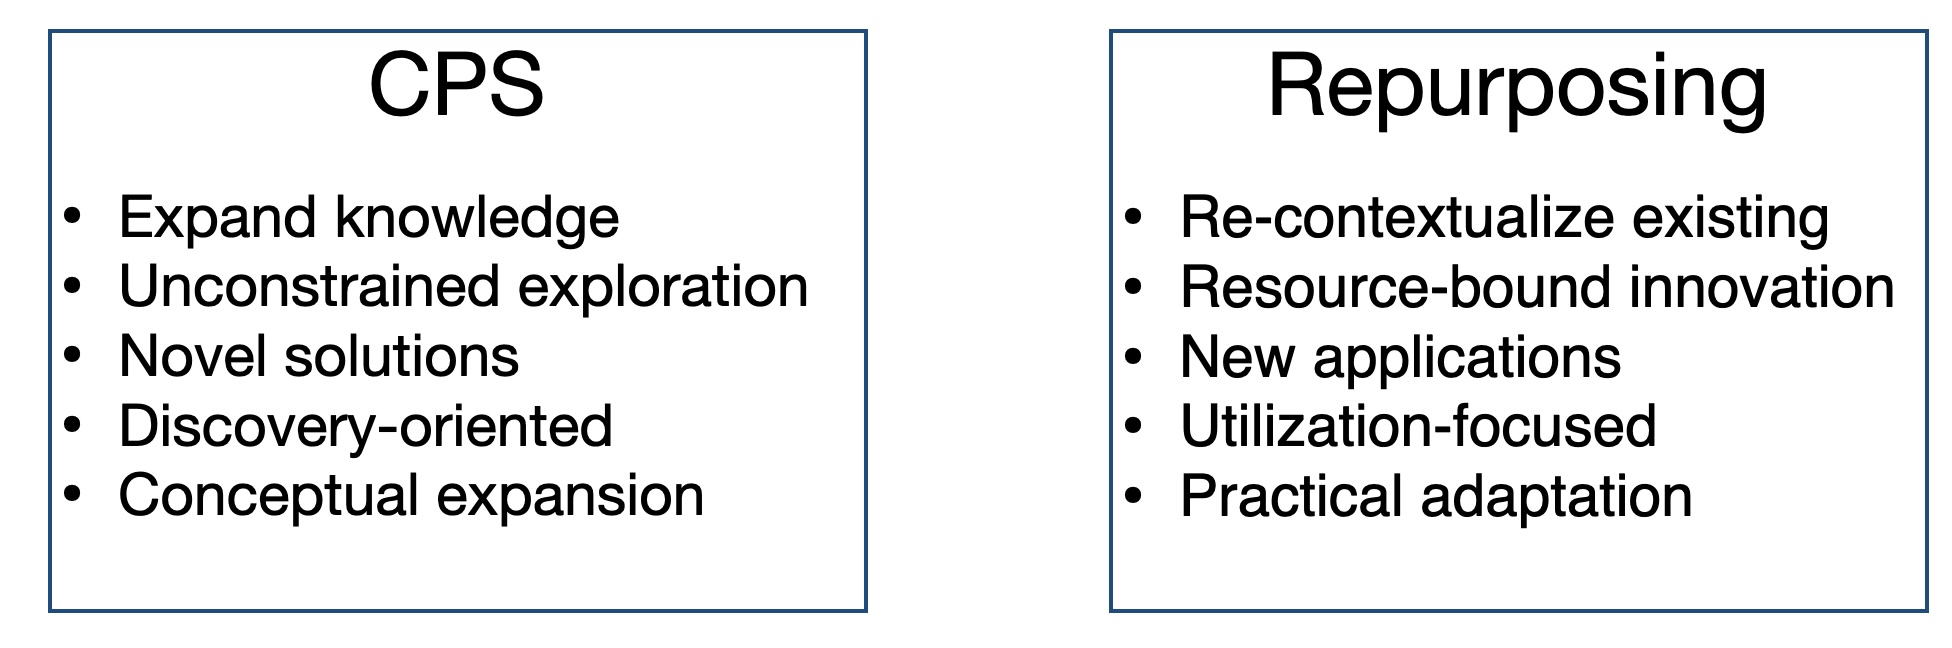 CPS
• Expand knowledge
• Unconstrained exploration
• Novel solutions
• Discovery-oriented
• Conceptual expansion
Repurposing
• Re-contextualize existing
• Resource-bound innovation
• New applications
• Utilization-focused
• Practical adaptation